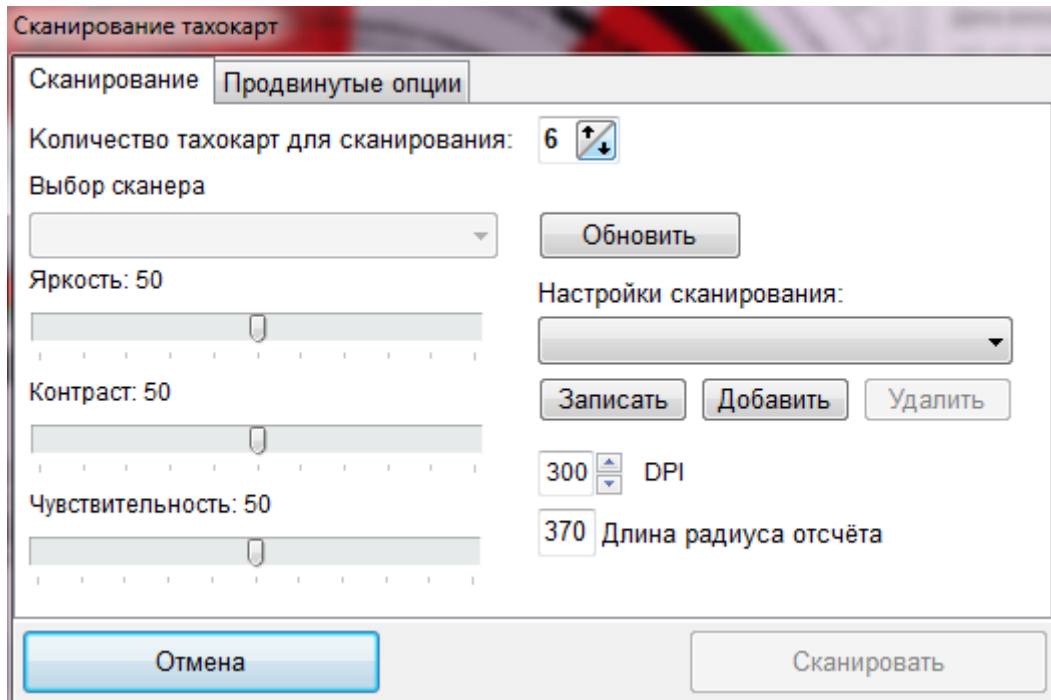 Сканирование тахокарт
Сканирование Продвинутые опции
Количество тахокарт для сканирования: 6
Выбор сканера
Обновить
Яркость: 50
Настройки сканирования:
Контраст: 50
Записать Добавить Удалить
300 DPI
Чувствительность: 50
370 Длина радиуса отсчёта
Отмена Сканировать